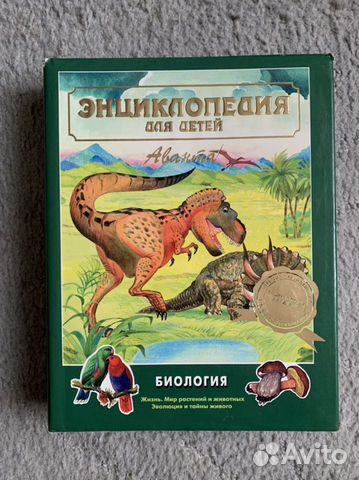 ЭНЦИКЛОПЕДИЯ
ДЛЯ ДЕТЕЙ
Аванта+
БИОЛОГИЯ
Жизнь. Мир растений и животных
Эволюция и тайны живого
Avito